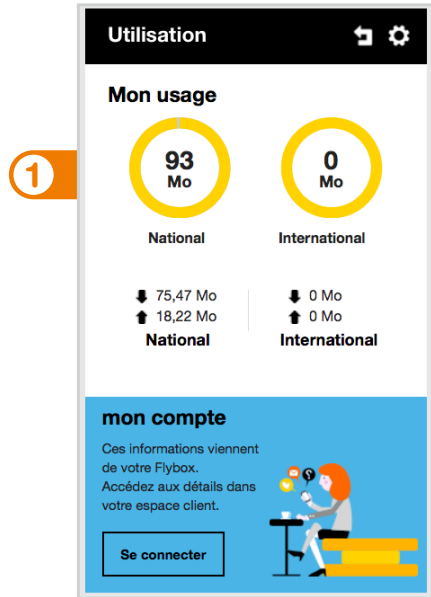 Utilisation
Mon usage
1
93
Mo
0
Mo
National
International
75,47 Mo
0 Mo
18,22 Mo
0 Mo
National
International
mon compte
Ces informations viennent
de votre Flybox.
Accédez aux détails dans
votre espace client.
Se connecter